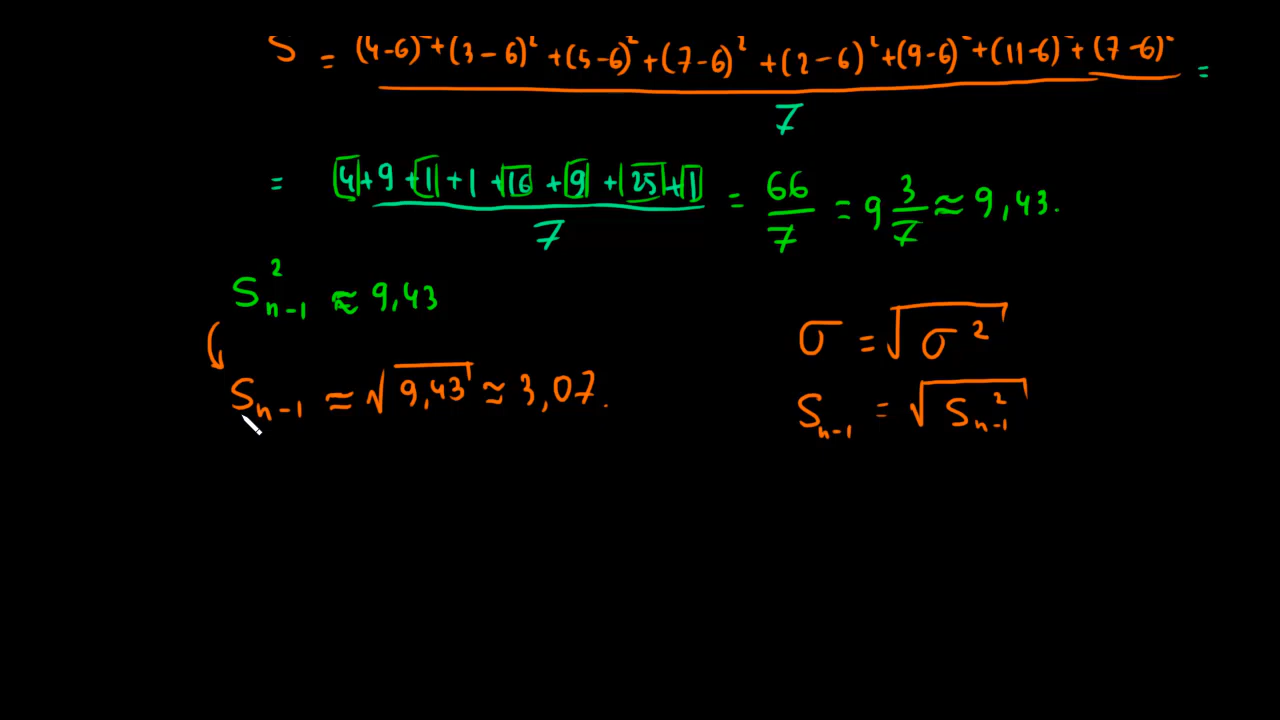 S = (4-6)² + (3-6)² + (5-6)² + (7-6)² + (2-6)² + (9-6)² + (11-6)² + (7-6)² =
7
= 4+9+1+1+16+9+25+1 / 7 = 66/7 = 9 3/7 ≈ 9,43.
S²n-1 ≈ 9,43
σ = √σ²
Sn-1 ≈ √9,43 ≈ 3,07.
Sn-1 = √S²n-1